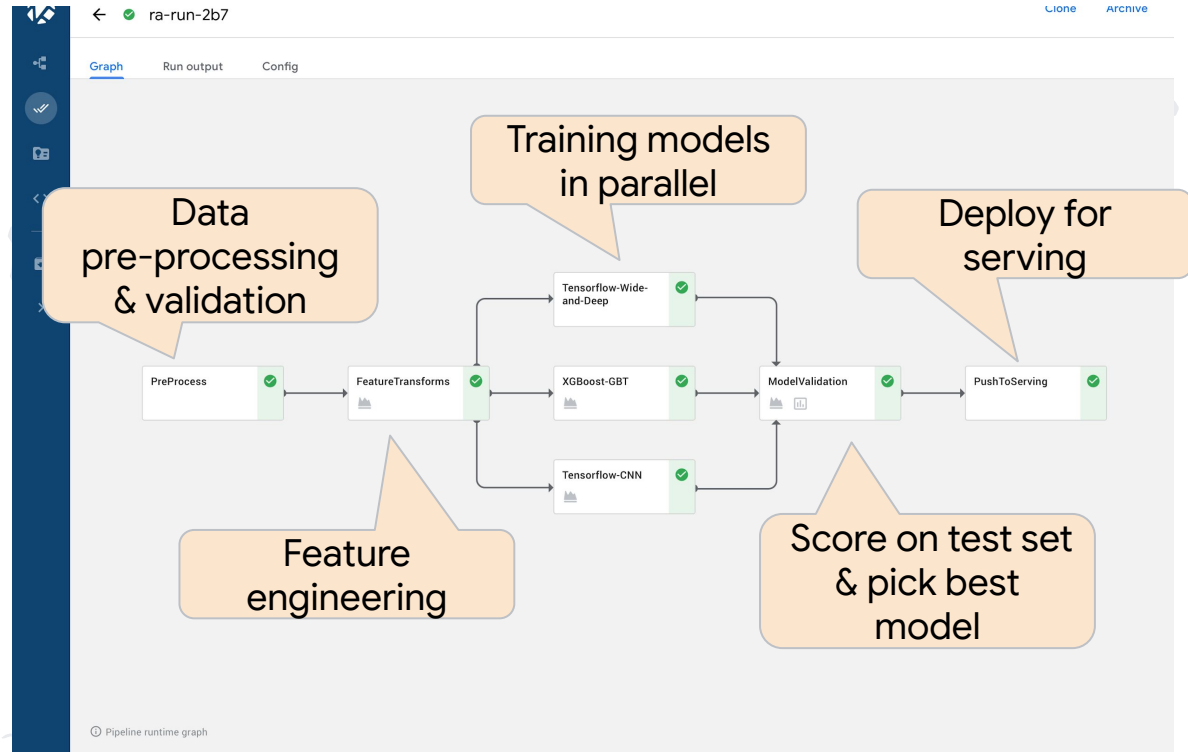 ra-run-2b7
Clone Archive
Graph Run output Config
Training models
in parallel
Data
pre-processing
& validation
Deploy for
serving
Tensorflow-Wide-
and-Deep
PreProcess
FeatureTransforms
XGBoost-GBT
ModelValidation
PushToServing
Tensorflow-CNN
Feature
engineering
Score on test set
& pick best
model
Pipeline runtime graph